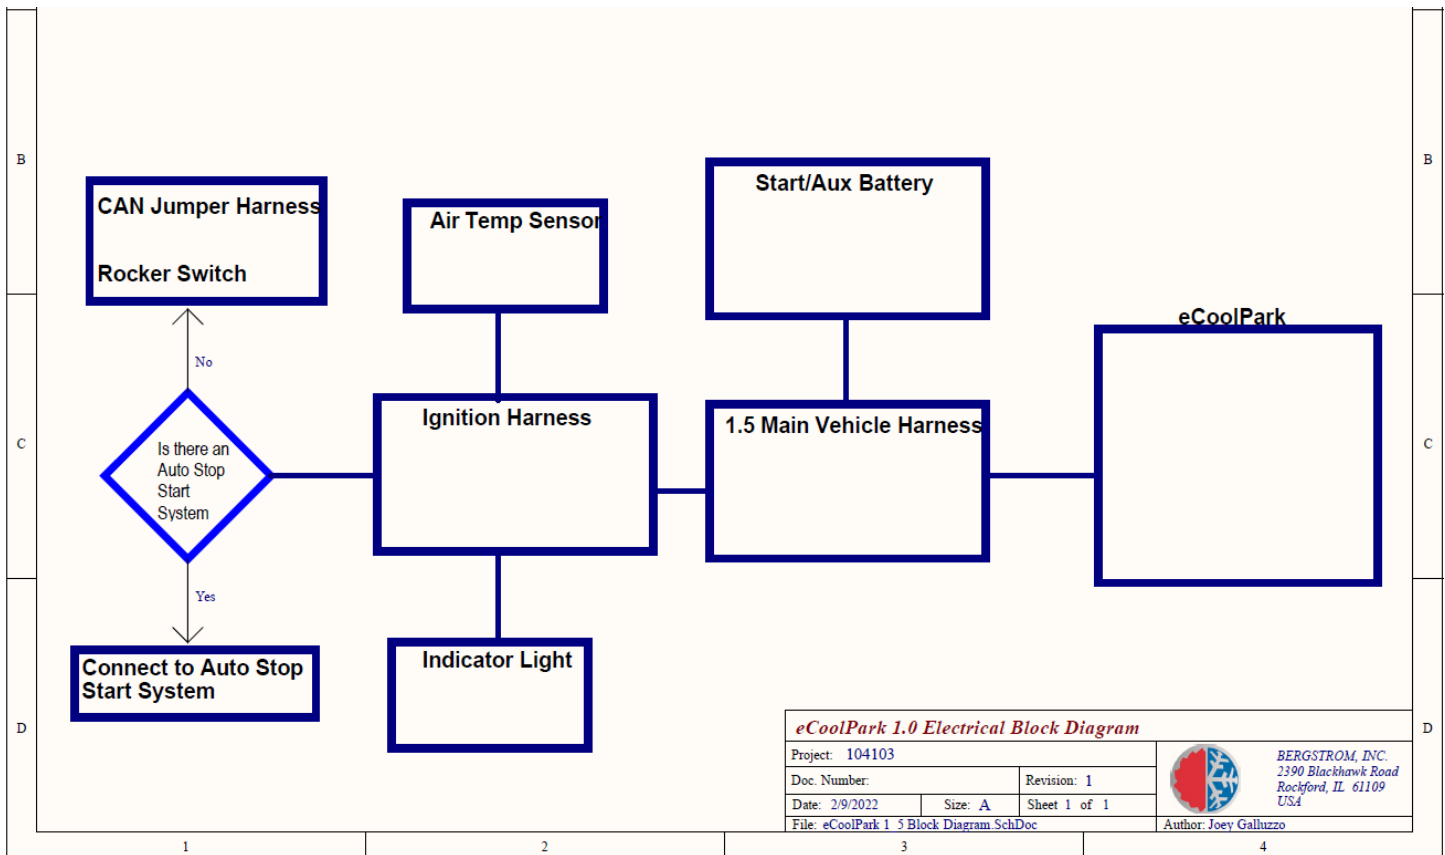 B
B
CAN Jumper Harness
Rocker Switch
Air Temp Sensor
Start/Aux Battery
eCoolPark
No
Ignition Harness
1.5 Main Vehicle Harness
C
C
Is there an
Auto Stop
Start
System
Yes
Connect to Auto Stop
Start System
Indicator Light
D
D
eCoolPark 1.0 Electrical Block Diagram
Project: 104103
Doc. Number:
Revision: 1
Date: 2/9/2022
Size: A
Sheet 1 of 1
File: eCoolPark 1_5 Block Diagram.SchDoc
BERGSTROM, INC.
2390 Blackhawk Road
Rockford, IL 61109
USA
Author: Joey Galluzzo
1
2
3
4